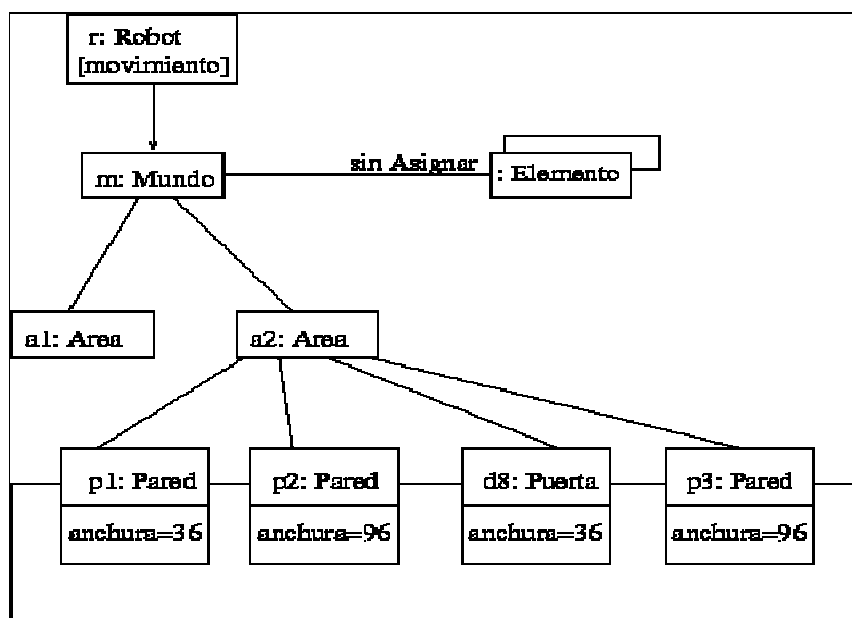 r: Robot
[movimiento]
m: Mundo
sin Asignar
: Elemento
a1: Area
a2: Area
p1: Pared
p2: Pared
d8: Puerta
p3: Pared
anchura=36
anchura=96
anchura=36
anchura=96